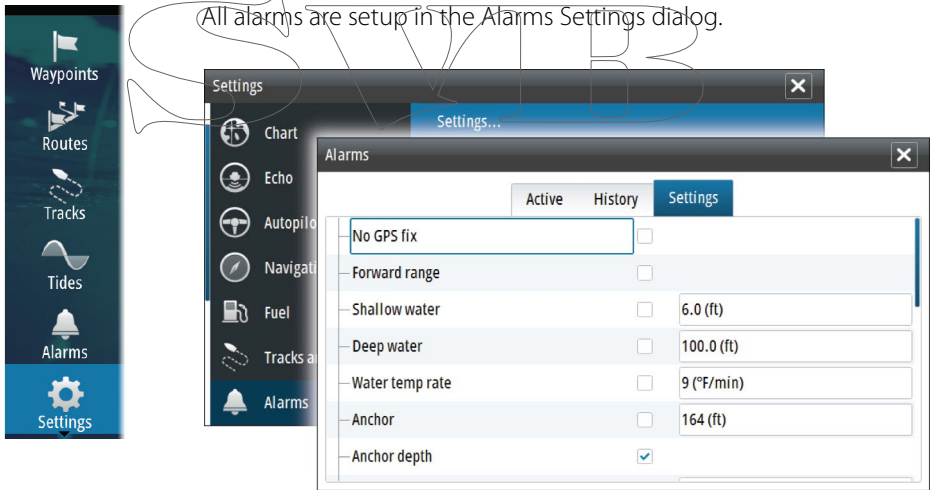 All alarms are setup in the Alarms Settings dialog.
SVB
Waypoints
Routes
Tracks
Tides
Alarms
Settings
Settings
Settings...
Chart
Echo
Autopilo
Navigati
Fuel
Tracks a
Alarms
Alarms
Active History Settings
No GPS fix
Forward range
Shallow water 6.0 (ft)
Deep water 100.0 (ft)
Water temp rate 9 (°F/min)
Anchor 164 (ft)
Anchor depth